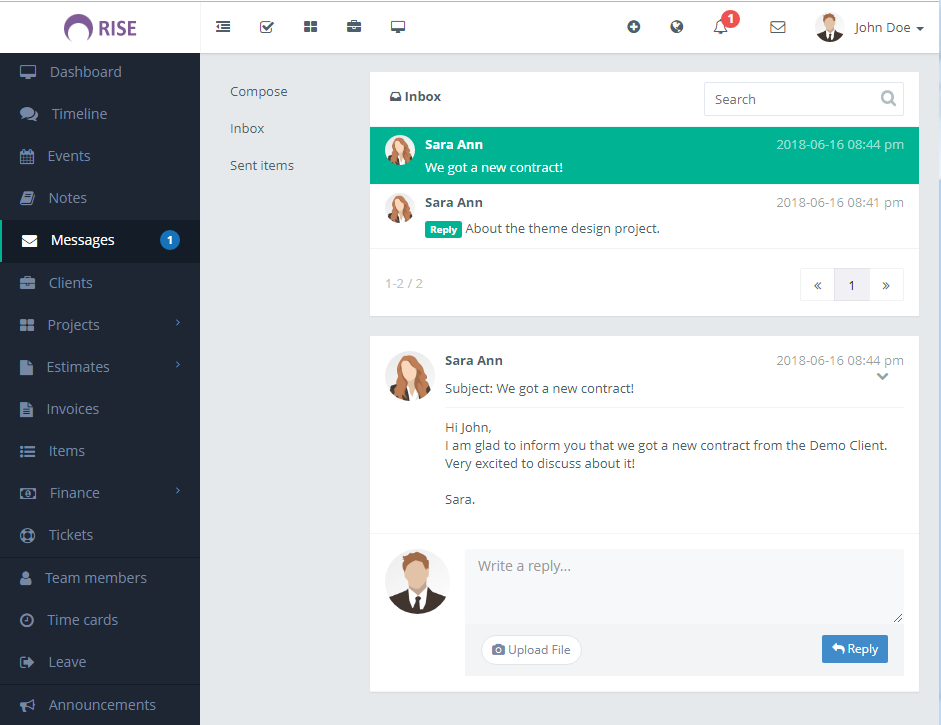 RISE
1
John Doe
Dashboard
Timeline
Events
Notes
Messages 1
Clients
Projects
Estimates
Invoices
Items
Finance
Tickets
Team members
Time cards
Leave
Announcements
Compose
Inbox
Sent items
Inbox
Search
Sara Ann 2018-06-16 08:44 pm
We got a new contract!
Sara Ann 2018-06-16 08:41 pm
Reply About the theme design project.
1-2 / 2
« 1 »
Sara Ann 2018-06-16 08:44 pm
Subject: We got a new contract!
Hi John,
I am glad to inform you that we got a new contract from the Demo Client.
Very excited to discuss about it!
Sara.
Write a reply...
Upload File
Reply